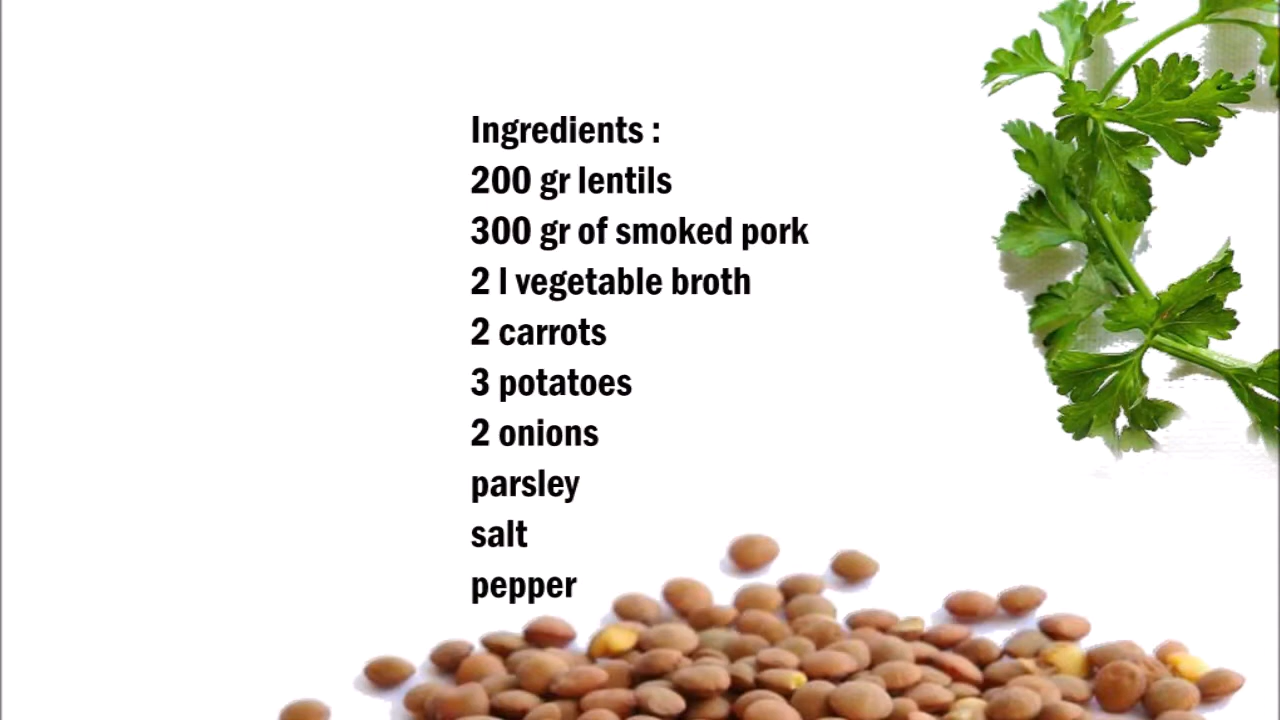 Ingredients :
200 gr lentils
300 gr of smoked pork
2 l vegetable broth
2 carrots
3 potatoes
2 onions
parsley
salt
pepper